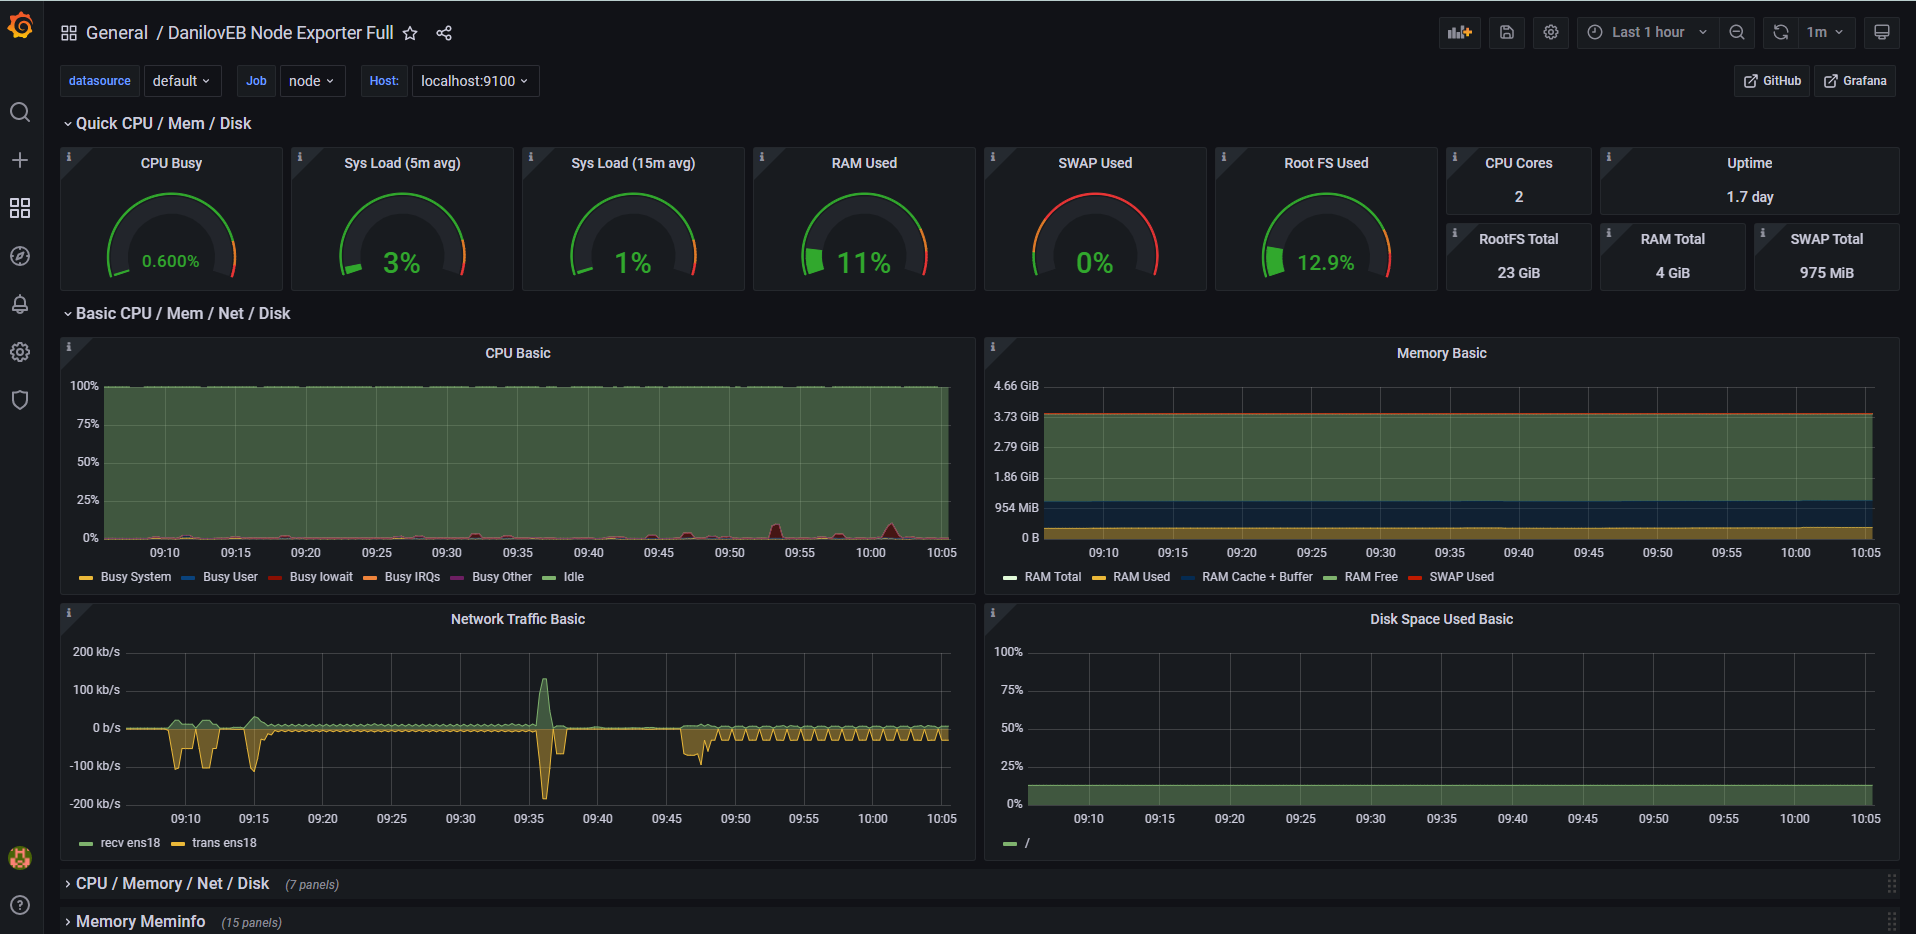 General / DanilovEB Node Exporter Full
Last 1 hour
1m
datasource default Job node Host: localhost:9100
GitHub Grafana
Quick CPU / Mem / Disk
CPU Busy
0.600%
Sys Load (5m avg)
3%
Sys Load (15m avg)
1%
RAM Used
11%
SWAP Used
0%
Root FS Used
12.9%
CPU Cores
2
Uptime
1.7 day
RootFS Total
23 GiB
RAM Total
4 GiB
SWAP Total
975 MiB
Basic CPU / Mem / Net / Disk
CPU Basic
100%
75%
50%
25%
0%
09:10 09:15 09:20 09:25 09:30 09:35 09:40 09:45 09:50 09:55 10:00 10:05
Busy System Busy User Busy Iowait Busy IRQs Busy Other Idle
Memory Basic
4.66 GiB
3.73 GiB
2.79 GiB
1.86 GiB
954 MiB
0 B
09:10 09:15 09:20 09:25 09:30 09:35 09:40 09:45 09:50 09:55 10:00 10:05
RAM Total RAM Used RAM Cache + Buffer RAM Free SWAP Used
Network Traffic Basic
200 kb/s
100 kb/s
0 b/s
-100 kb/s
-200 kb/s
09:10 09:15 09:20 09:25 09:30 09:35 09:40 09:45 09:50 09:55 10:00 10:05
recv ens18 trans ens18
Disk Space Used Basic
100%
75%
50%
25%
0%
09:10 09:15 09:20 09:25 09:30 09:35 09:40 09:45 09:50 09:55 10:00 10:05
/
CPU / Memory / Net / Disk (7 panels)
Memory Meminfo (15 panels)